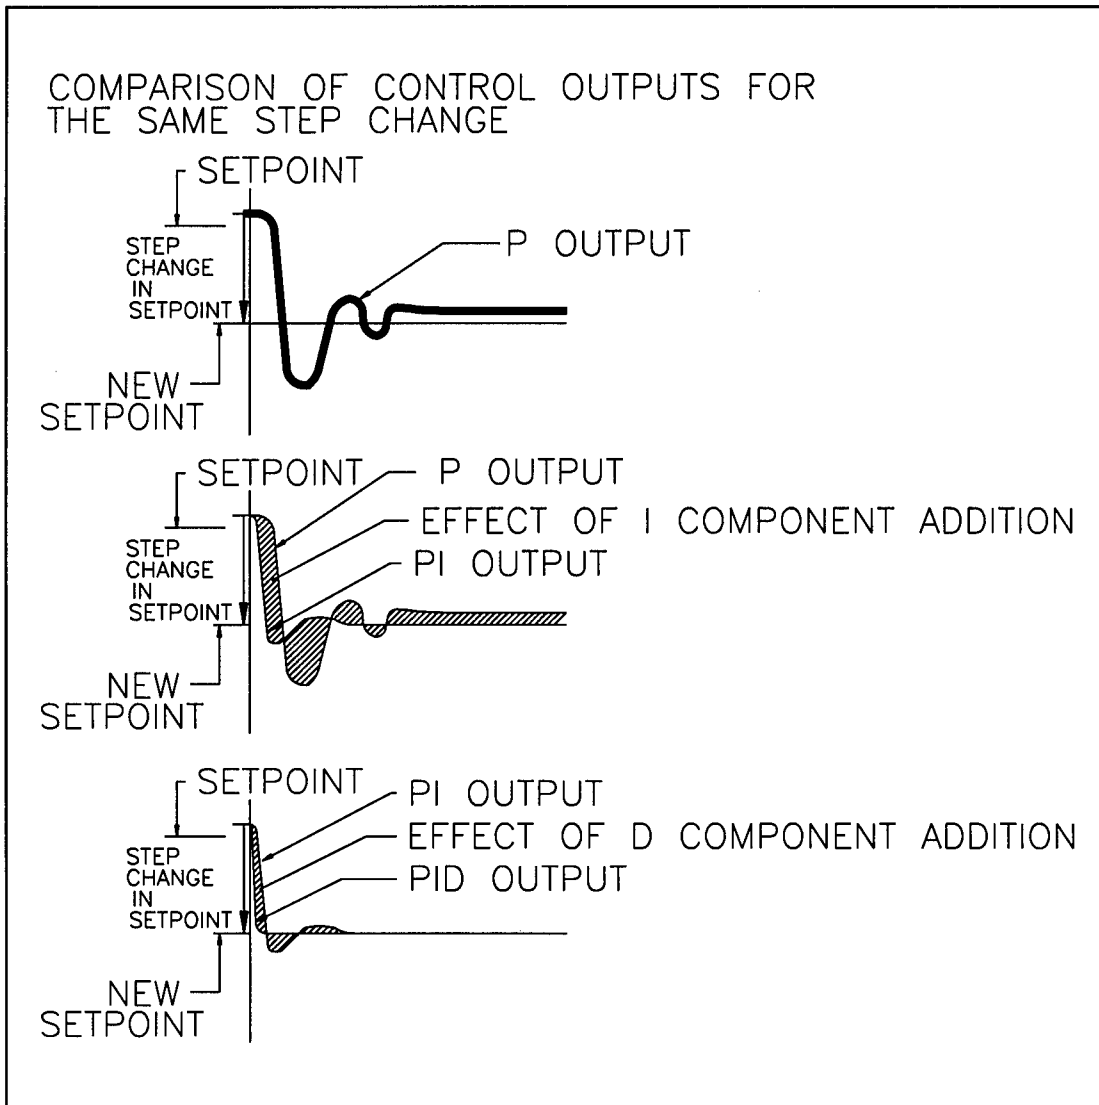 COMPARISON OF CONTROL OUTPUTS FOR
THE SAME STEP CHANGE
SETPOINT
P OUTPUT
STEP
CHANGE
IN
SETPOINT
NEW
SETPOINT
SETPOINT
P OUTPUT
EFFECT OF I COMPONENT ADDITION
PI OUTPUT
STEP
CHANGE
IN
SETPOINT
NEW
SETPOINT
SETPOINT
PI OUTPUT
EFFECT OF D COMPONENT ADDITION
PID OUTPUT
STEP
CHANGE
IN
SETPOINT
NEW
SETPOINT